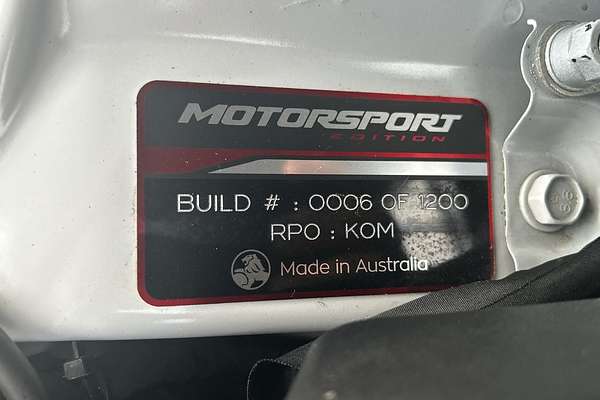 MOTORSPORT
EDITION
BUILD # : 0006 OF 1200
RPO : KOM
Made in Australia